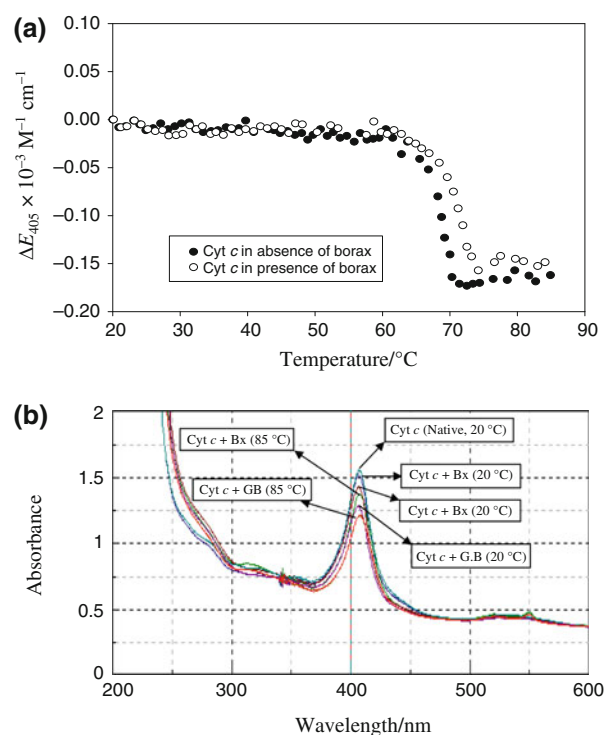 (a)
0.10
0.05
0.00
−0.05
−0.10
−0.15
−0.20
ΔE405 × 10−3 M−1 cm−1
Cyt c in absence of borax
Cyt c in presence of borax
20 30 40 50 60 70 80 90
Temperature/°C
(b)
2
1.5
1
0.5
0
Absorbance
Cyt c (Native, 20 °C)
Cyt c + Bx (85 °C)
Cyt c + Bx (20 °C)
Cyt c + GB (85 °C)
Cyt c + Bx (20 °C)
Cyt c + G.B (20 °C)
200 300 400 500 600
Wavelength/nm